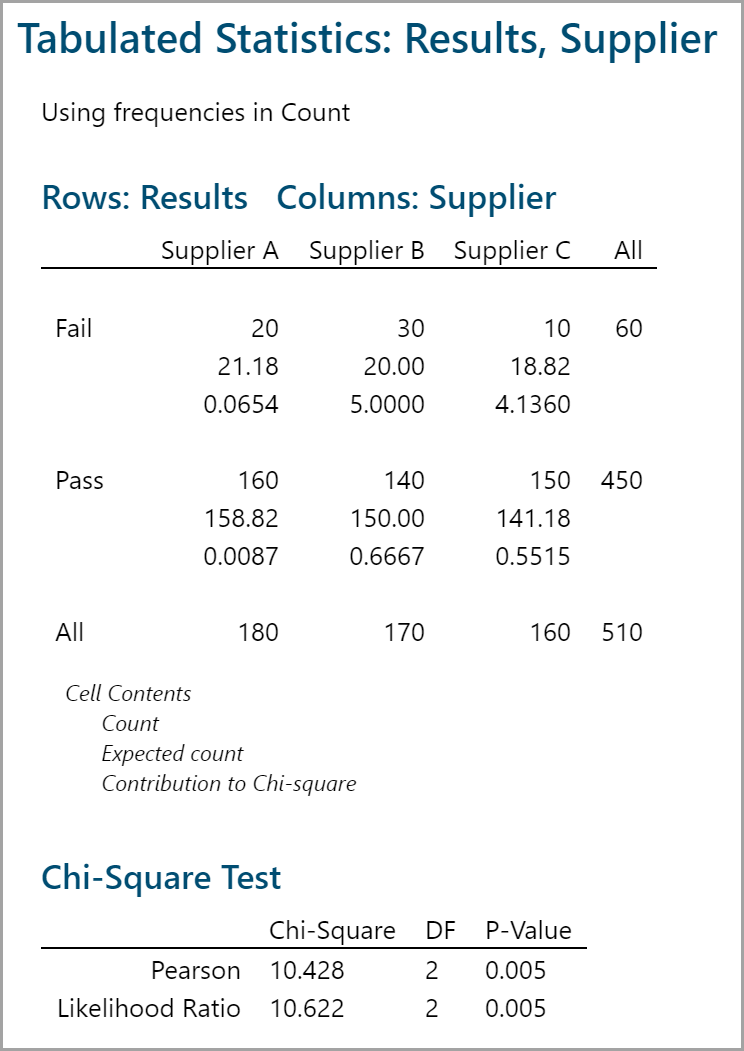 Tabulated Statistics: Results, Supplier
Using frequencies in Count
Rows: Results   Columns: Supplier
Supplier A   Supplier B   Supplier C   All
Fail   20   30   10   60
21.18   20.00   18.82
0.0654   5.0000   4.1360
Pass   160   140   150   450
158.82   150.00   141.18
0.0087   0.6667   0.5515
All   180   170   160   510
Cell Contents
Count
Expected count
Contribution to Chi-square
Chi-Square Test
Chi-Square   DF   P-Value
Pearson   10.428   2   0.005
Likelihood Ratio   10.622   2   0.005